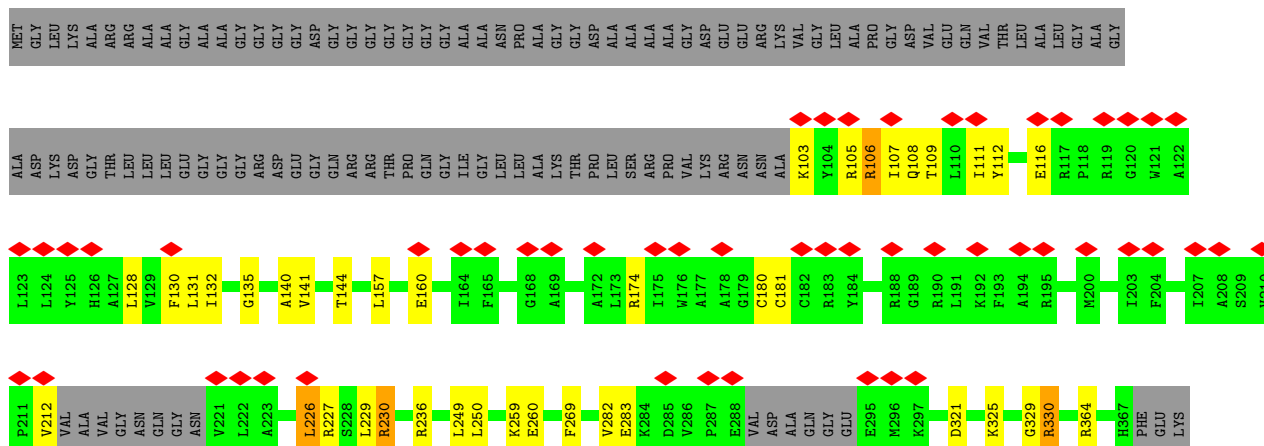 MET GLY LEU LYS ALA ARG ARG ALA ALA GLY ALA ALA GLY GLY GLY GLY ASP GLY GLY GLY GLY GLY GLY GLY ALA ALA ASN PRO ALA GLY GLY ASP ALA ALA ALA ALA GLY ASP GLU GLU ARG LYS VAL GLY LEU ALA PRO GLY ASP VAL GLU GLN VAL THR LEU ALA LEU GLY ALA GLY
ALA ASP LYS ASP GLY THR LEU LEU LEU GLU GLY GLY GLY ARG ASP GLU GLY GLN ARG ARG THR PRO GLN GLY ILE GLY LEU LEU ALA LYS THR PRO LEU SER ARG PRO VAL LYS ARG ASN ASN ALA K103 Y104 R105 R106 I107 Q108 T109 L110 I111 Y112 E116 R117 P118 R119 G120 W121 A122
L123 L124 Y125 H126 A127 L128 V129 F130 L131 I132 G135 A140 V141 T144 L157 E160 I164 F165 G168 A169 A172 L173 R174 I175 W176 A177 A178 G179 C180 C181 C182 R183 Y184 R188 G189 R190 L191 K192 F193 A194 R195 M200 I203 F204 I207 A208 S209
P211 V212 VAL ALA VAL GLY ASN GLN GLY ASN V221 L222 A223 L226 R227 S228 L229 R230 R236 L249 L250 K259 E260 F269 V282 E283 K284 D285 V286 P287 E288 VAL ASP ALA GLN GLY GLU E295 M296 K297 D321 K325 G329 R330 R364 H367 PHE GLU LYS